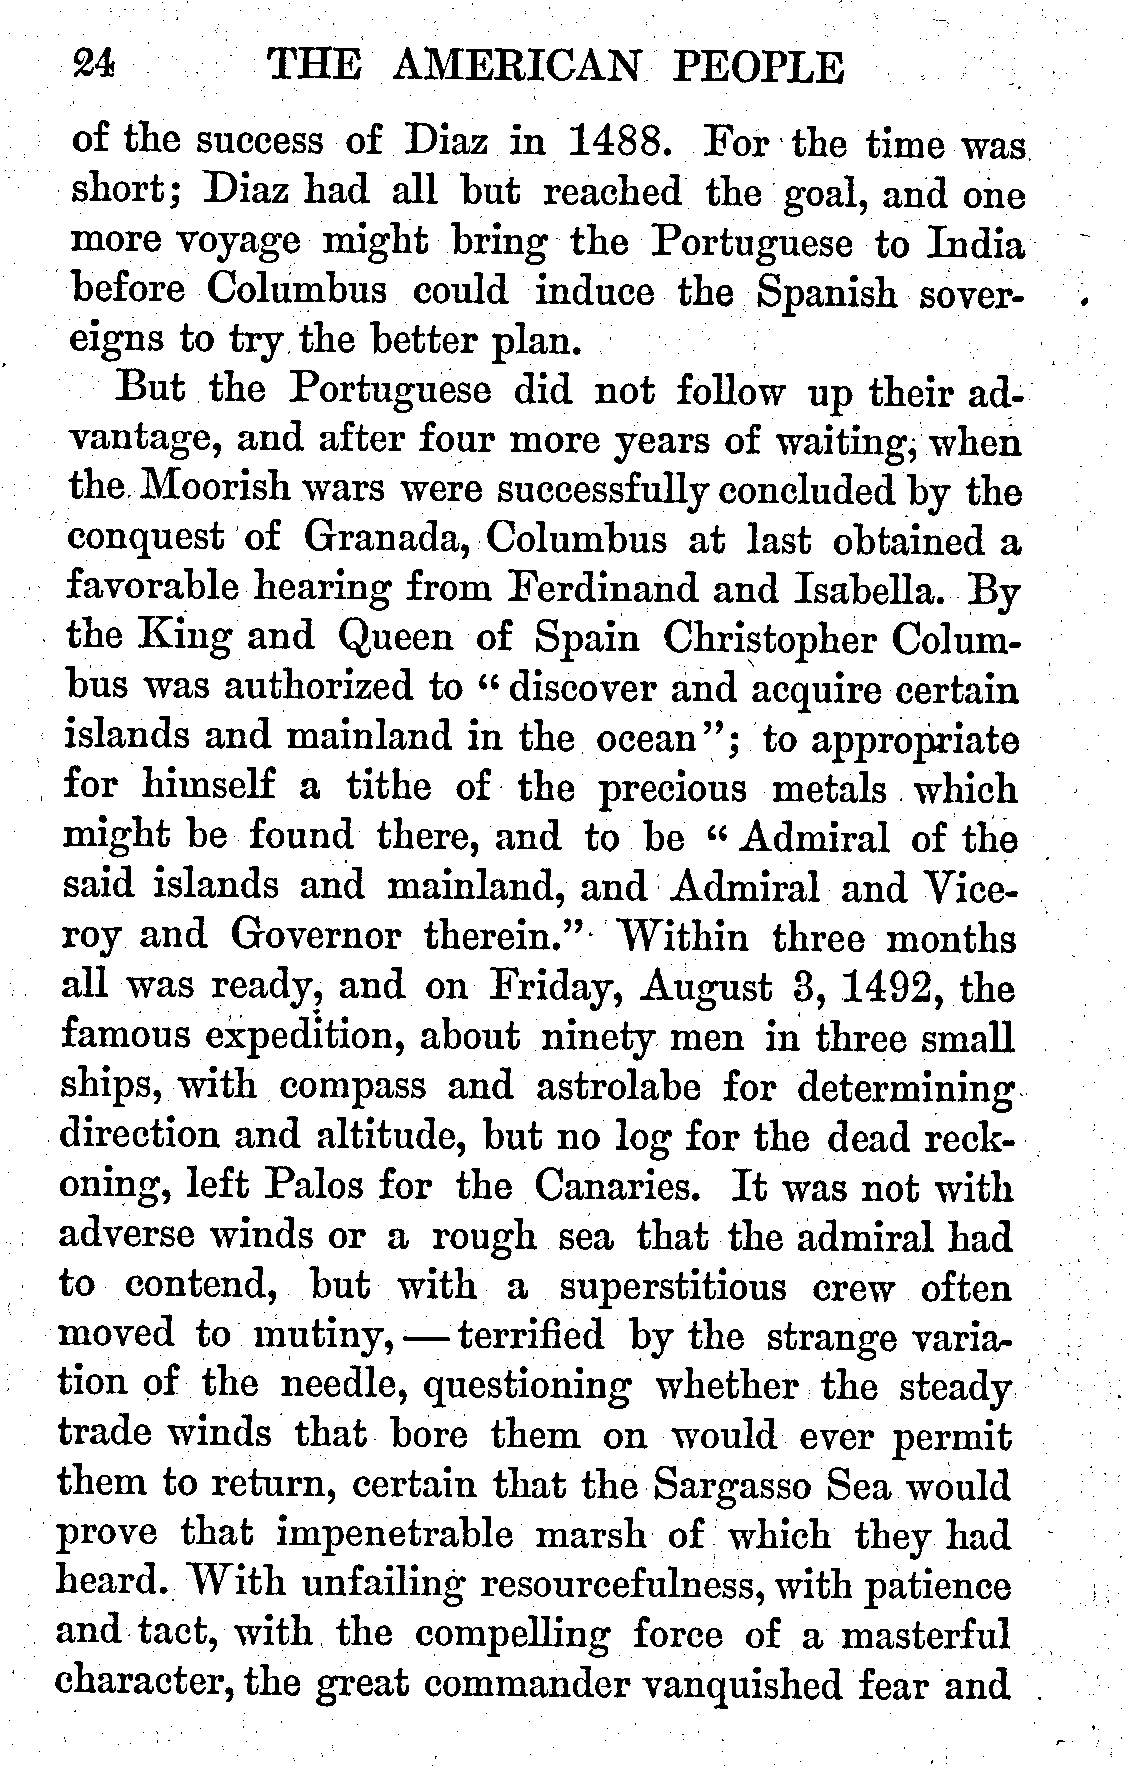 24 THE AMERICAN PEOPLE
of the success of Diaz in 1488. For the time was
short; Diaz had all but reached the goal, and one
more voyage might bring the Portuguese to India
before Columbus could induce the Spanish sover-
eigns to try the better plan.
But the Portuguese did not follow up their ad-
vantage, and after four more years of waiting, when
the Moorish wars were successfully concluded by the
conquest of Granada, Columbus at last obtained a
favorable hearing from Ferdinand and Isabella. By
the King and Queen of Spain Christopher Colum-
bus was authorized to “discover and acquire certain
islands and mainland in the ocean”; to appropriate
for himself a tithe of the precious metals which
might be found there, and to be “Admiral of the
said islands and mainland, and Admiral and Vice-
roy and Governor therein.” Within three months
all was ready, and on Friday, August 3, 1492, the
famous expedition, about ninety men in three small
ships, with compass and astrolabe for determining
direction and altitude, but no log for the dead reck-
oning, left Palos for the Canaries. It was not with
adverse winds or a rough sea that the admiral had
to contend, but with a superstitious crew often
moved to mutiny,—terrified by the strange varia-
tion of the needle, questioning whether the steady
trade winds that bore them on would ever permit
them to return, certain that the Sargasso Sea would
prove that impenetrable marsh of which they had
heard. With unfailing resourcefulness, with patience
and tact, with the compelling force of a masterful
character, the great commander vanquished fear and